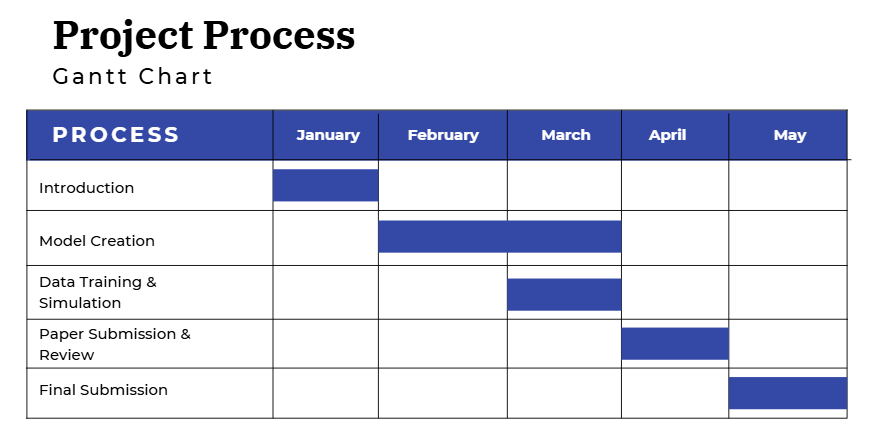 Project Process
Gantt Chart
PROCESS January February March April May
Introduction
Model Creation
Data Training &
Simulation
Paper Submission &
Review
Final Submission